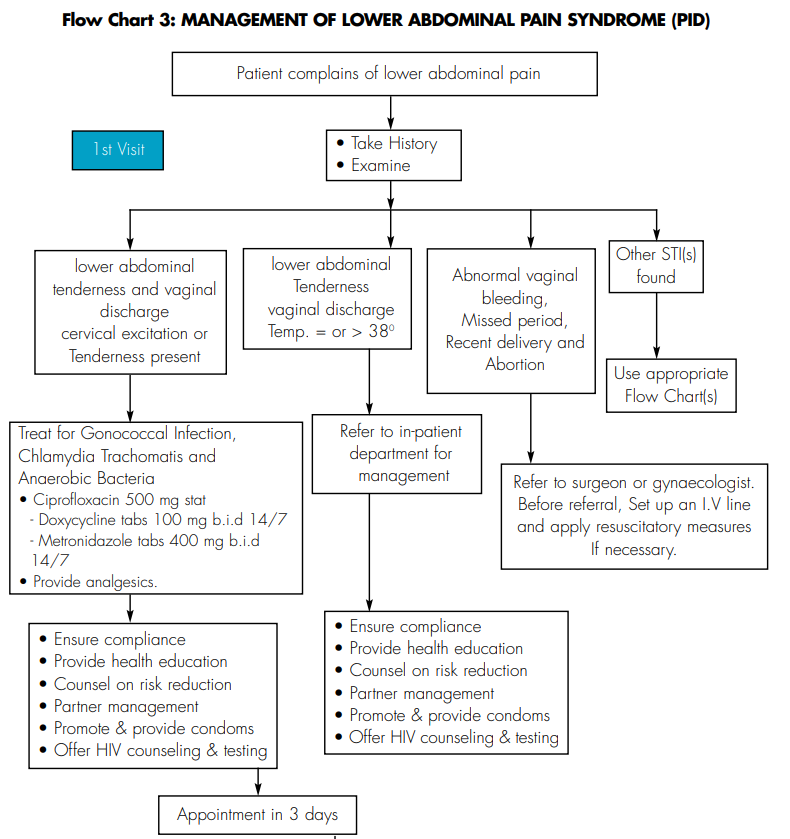 Flow Chart 3: MANAGEMENT OF LOWER ABDOMINAL PAIN SYNDROME (PID)
Patient complains of lower abdominal pain
1st Visit
• Take History
• Examine
lower abdominal
tenderness and vaginal
discharge
cervical excitation or
Tenderness present
lower abdominal
Tenderness
vaginal discharge
Temp. = or > 38⁰
Abnormal vaginal
bleeding,
Missed period,
Recent delivery and
Abortion
Other STI(s)
found
Use appropriate
Flow Chart(s)
Treat for Gonococcal Infection,
Chlamydia Trachomatis and
Anaerobic Bacteria
• Ciprofloxacin 500 mg stat
- Doxycycline tabs 100 mg b.i.d 14/7
- Metronidazole tabs 400 mg b.i.d
14/7
• Provide analgesics.
Refer to in-patient
department for
management
Refer to surgeon or gynaecologist.
Before referral, Set up an I.V line
and apply resuscitatory measures
If necessary.
• Ensure compliance
• Provide health education
• Counsel on risk reduction
• Partner management
• Promote & provide condoms
• Offer HIV counseling & testing
• Ensure compliance
• Provide health education
• Counsel on risk reduction
• Partner management
• Promote & provide condoms
• Offer HIV counseling & testing
Appointment in 3 days